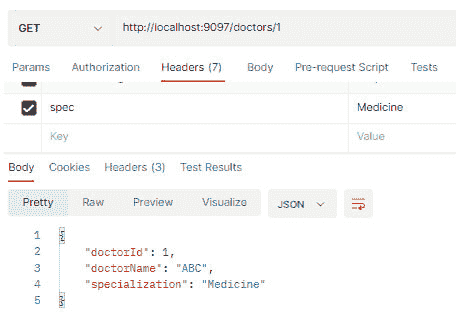 GET http://localhost:9097/doctors/1
Params Authorization Headers (7) Body Pre-request Script Tests
spec Medicine
Key Value
Body Cookies Headers (3) Test Results
Pretty Raw Preview Visualize JSON
1 {
2 "doctorId": 1,
3 "doctorName": "ABC",
4 "specialization": "Medicine"
5 }